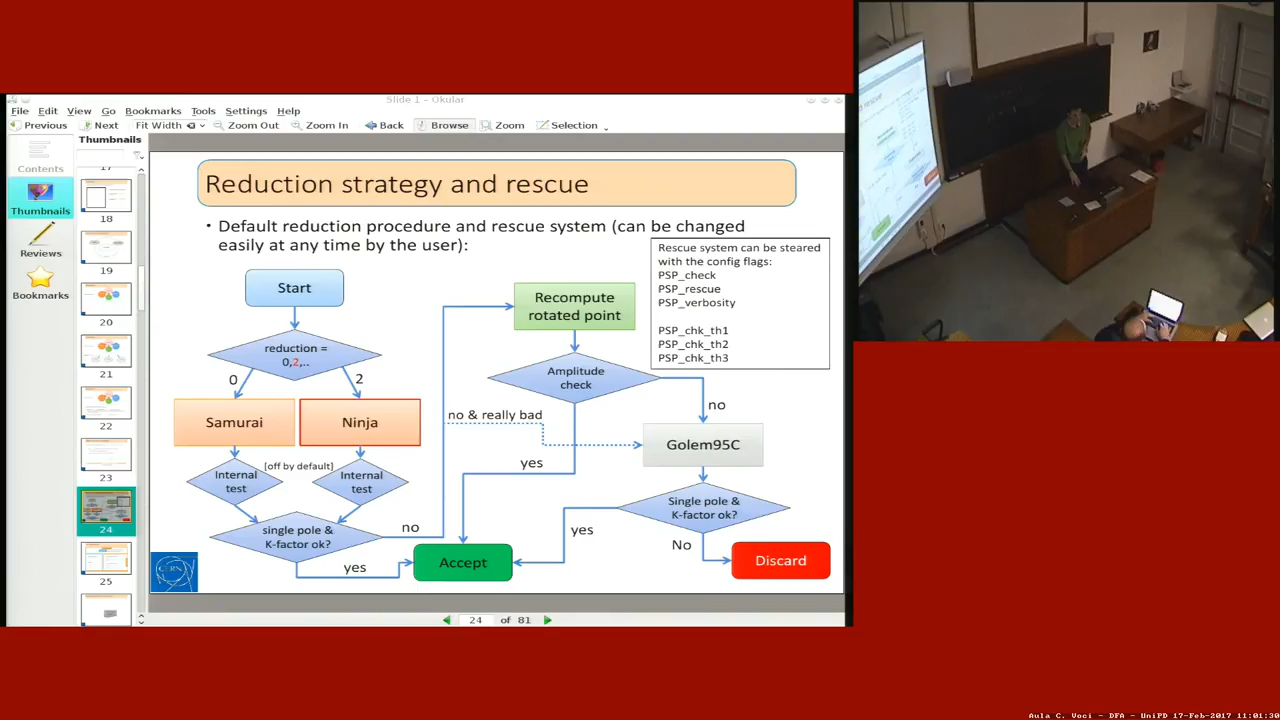 Slide 1 – Okular
File Edit View Go Bookmarks Tools Settings Help
Previous Next Fit Width Zoom Out Zoom In Back Browse Zoom Selection
Contents
Thumbnails
Reviews
Bookmarks
Thumbnails
17
18
19
20
21
22
23
24
25
Reduction strategy and rescue
• Default reduction procedure and rescue system (can be changed
easily at any time by the user):
Rescue system can be steared
with the config flags:
PSP_check
PSP_rescue
PSP_verbosity
PSP_chk_th1
PSP_chk_th2
PSP_chk_th3
Start
reduction =
0,2,..
0
2
Samurai
Ninja
[off by default]
Internal
test
Internal
test
single pole &
K-factor ok?
no
yes
Recompute
rotated point
Amplitude
check
no
no & really bad
yes
Golem95C
Single pole &
K-factor ok?
yes
No
Accept
Discard
CERN
24 of 81
Aula C. Voci - DFA - UniPD 17-Feb-2017 11:01:30